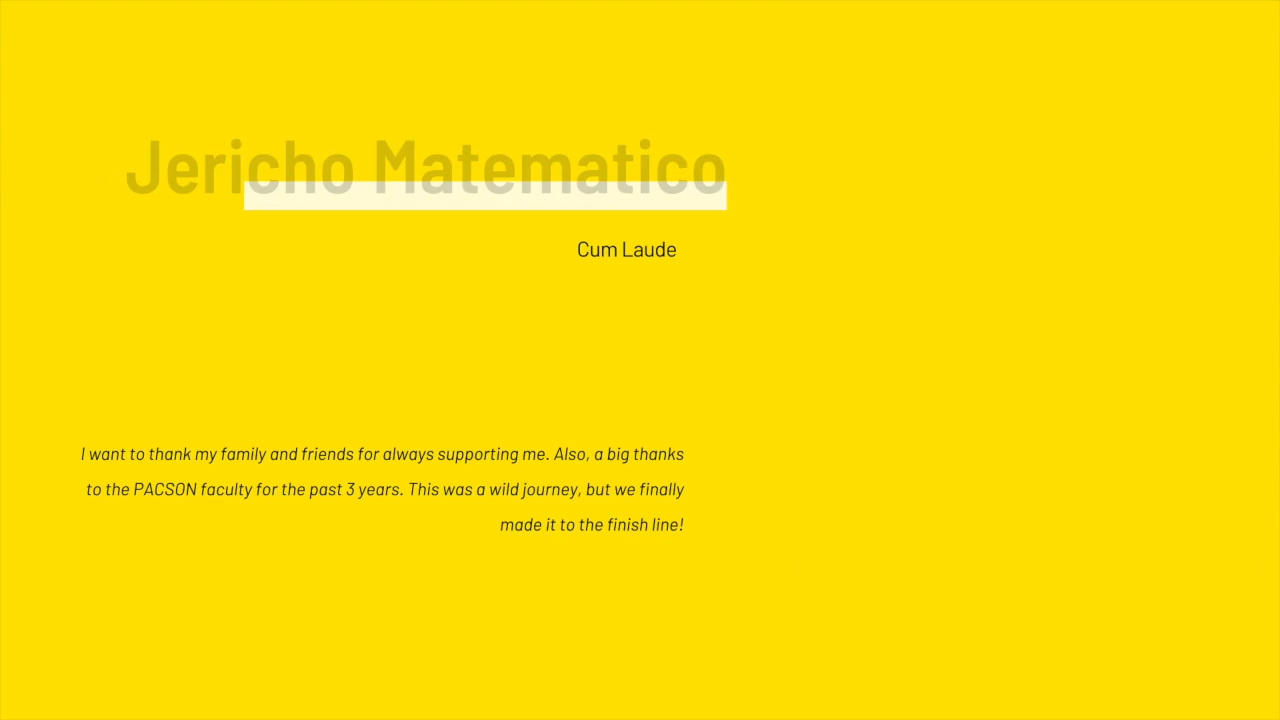 Jericho Matematico
Cum Laude
I want to thank my family and friends for always supporting me. Also, a big thanks
to the PACSON faculty for the past 3 years. This was a wild journey, but we finally
made it to the finish line!